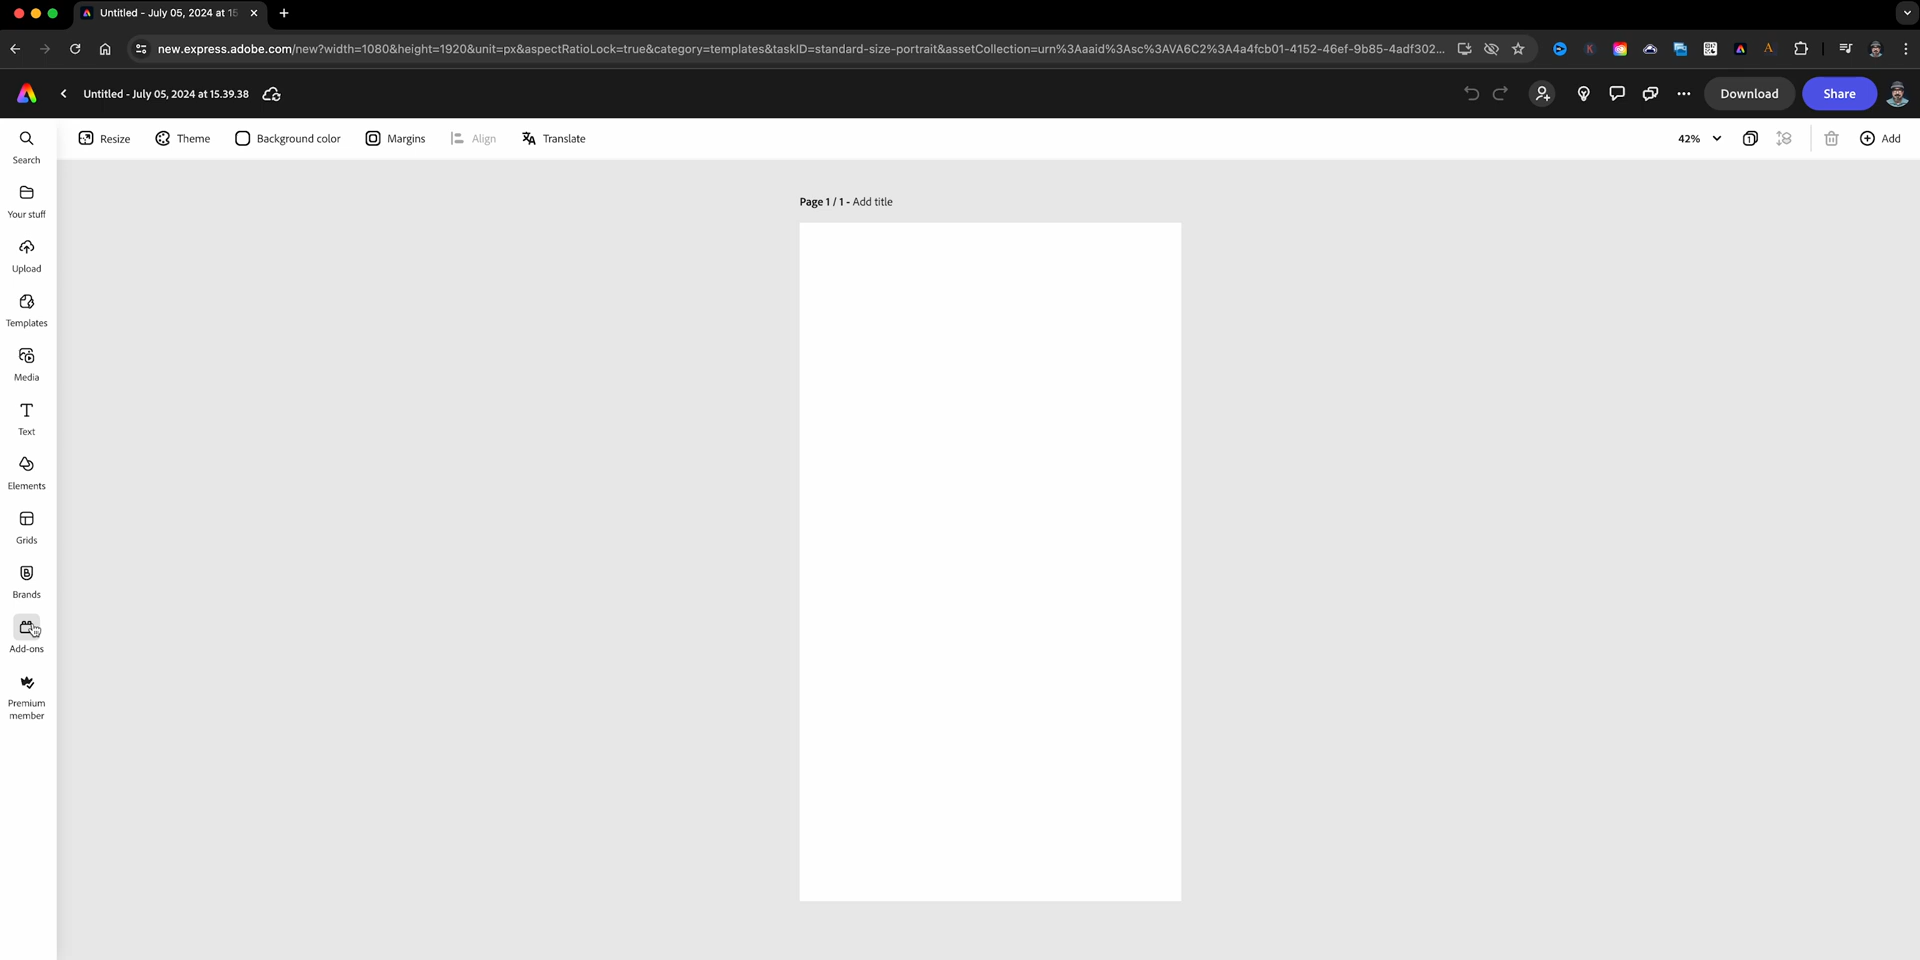 Untitled - July 05, 2024 at 15
new.express.adobe.com/new?width=1080&height=1920&unit=px&aspectRatioLock=true&category=templates&taskID=standard-size-portrait&assetCollection=urn%3Aaaid%3Asc%3AVA6C2%3A4a4fcb01-4152-46ef-9b85-4adf302...
Untitled - July 05, 2024 at 15.39.38
Download
Share
Search
Resize
Theme
Background color
Margins
Align
Translate
42%
1
Add
Your stuff
Page 1 / 1 - Add title
Upload
Templates
Media
T
Text
Elements
Grids
B
Brands
Add-ons
Premium
member